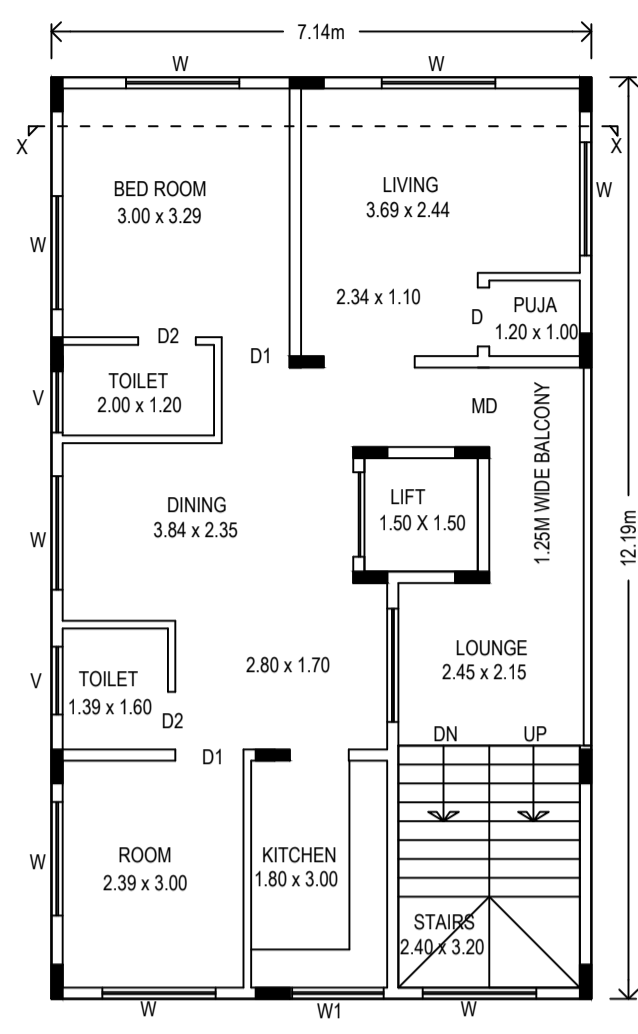 7.14m
W
W
X
X
BED ROOM
3.00 x 3.29
LIVING
3.69 x 2.44
W
W
2.34 x 1.10
PUJA
1.20 x 1.00
D
D2
D1
TOILET
2.00 x 1.20
V
MD
1.25M WIDE BALCONY
DINING
3.84 x 2.35
LIFT
1.50 X 1.50
W
12.19m
LOUNGE
2.45 x 2.15
2.80 x 1.70
TOILET
1.39 x 1.60
V
D2
DN
UP
D1
ROOM
2.39 x 3.00
KITCHEN
1.80 x 3.00
W
STAIRS
2.40 x 3.20
W
W1
W